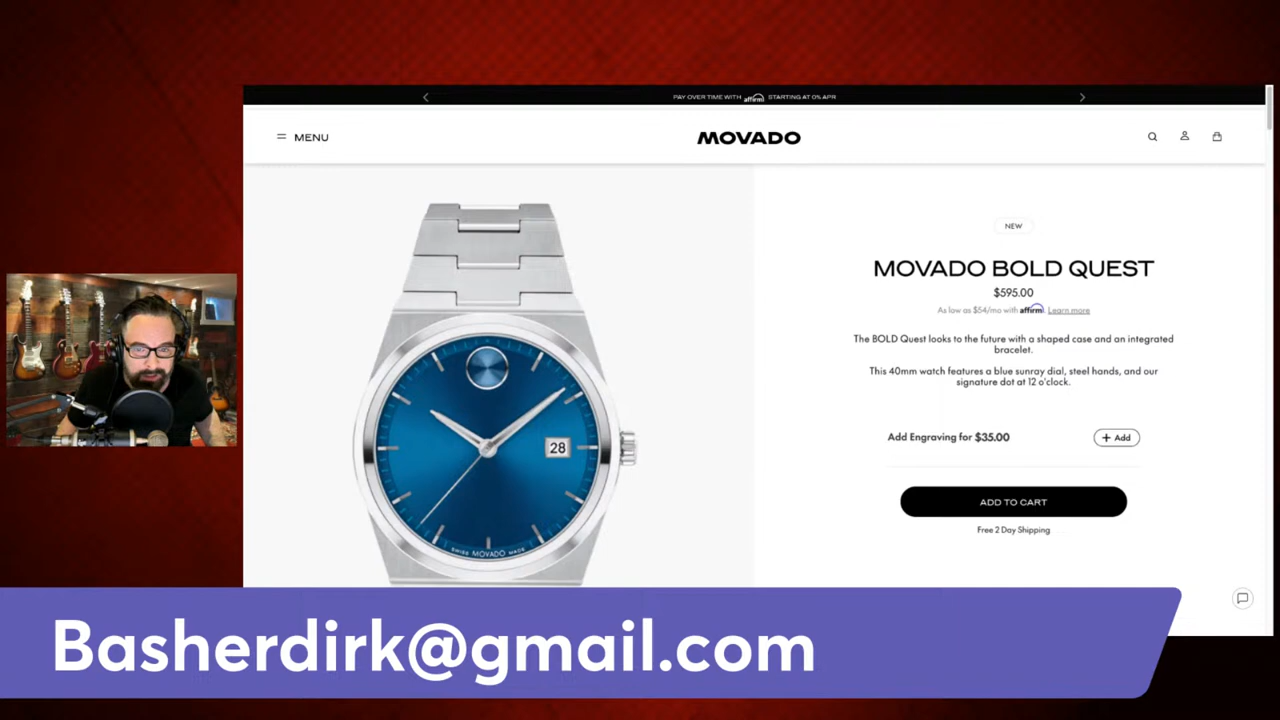 PAY OVER TIME WITH affirm STARTING AT 0% APR
MENU
MOVADO
NEW
MOVADO BOLD QUEST
$595.00
As low as $54/mo with affirm. Learn more
The BOLD Quest looks to the future with a shaped case and an integrated
bracelet.
This 40mm watch features a blue sunray dial, steel hands, and our
signature dot at 12 o'clock.
Add Engraving for $35.00
+ Add
ADD TO CART
Free 2 Day Shipping
28
SWISS MOVADO MADE
Basherdirk@gmail.com